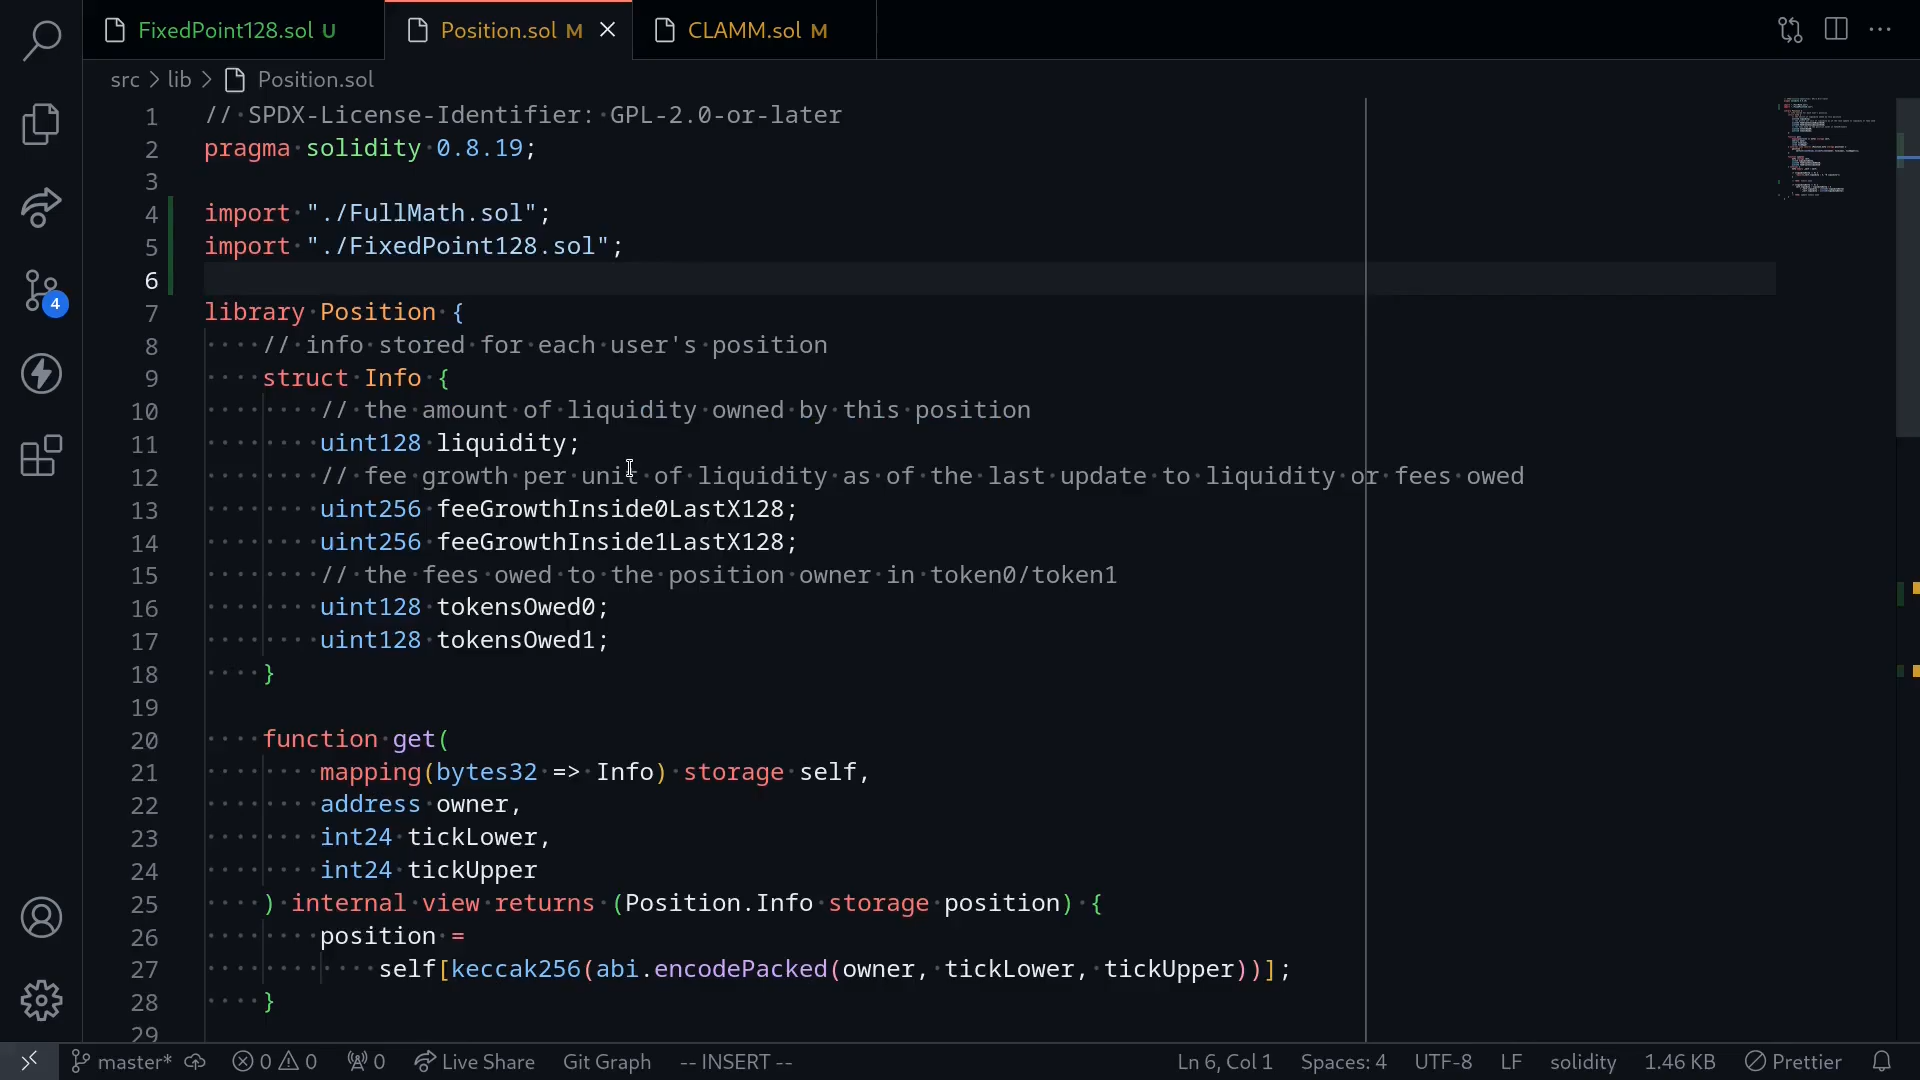 FixedPoint128.sol U
Position.sol M
CLAMM.sol M
src > lib > Position.sol
1 // SPDX-License-Identifier: GPL-2.0-or-later
2 pragma solidity 0.8.19;
3
4 import "./FullMath.sol";
5 import "./FixedPoint128.sol";
6
7 library Position {
8 // info stored for each user's position
9 struct Info {
10 // the amount of liquidity owned by this position
11 uint128 liquidity;
12 // fee growth per unit of liquidity as of the last update to liquidity or fees owed
13 uint256 feeGrowthInside0LastX128;
14 uint256 feeGrowthInside1LastX128;
15 // the fees owed to the position owner in token0/token1
16 uint128 tokensOwed0;
17 uint128 tokensOwed1;
18 }
19
20 function get(
21 mapping(bytes32 => Info) storage self,
22 address owner,
23 int24 tickLower,
24 int24 tickUpper
25 ) internal view returns (Position.Info storage position) {
26 position =
27 self[keccak256(abi.encodePacked(owner, tickLower, tickUpper))];
28 }
29
4
master* 0 0 0 Live Share Git Graph -- INSERT -- Ln 6, Col 1 Spaces: 4 UTF-8 LF solidity 1.46 KB Prettier